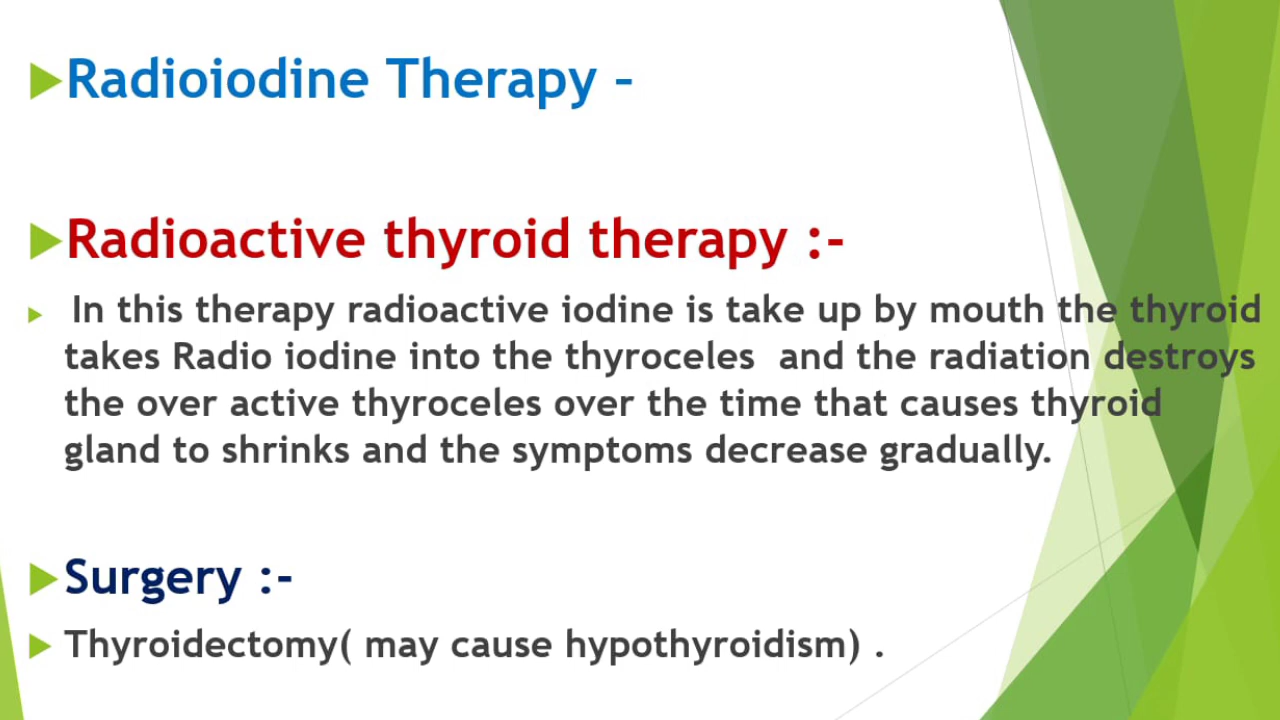 Radioiodine Therapy –
Radioactive thyroid therapy :-
In this therapy radioactive iodine is take up by mouth the thyroid
takes Radio iodine into the thyroceles and the radiation destroys
the over active thyroceles over the time that causes thyroid
gland to shrinks and the symptoms decrease gradually.
Surgery :-
Thyroidectomy( may cause hypothyroidism) .